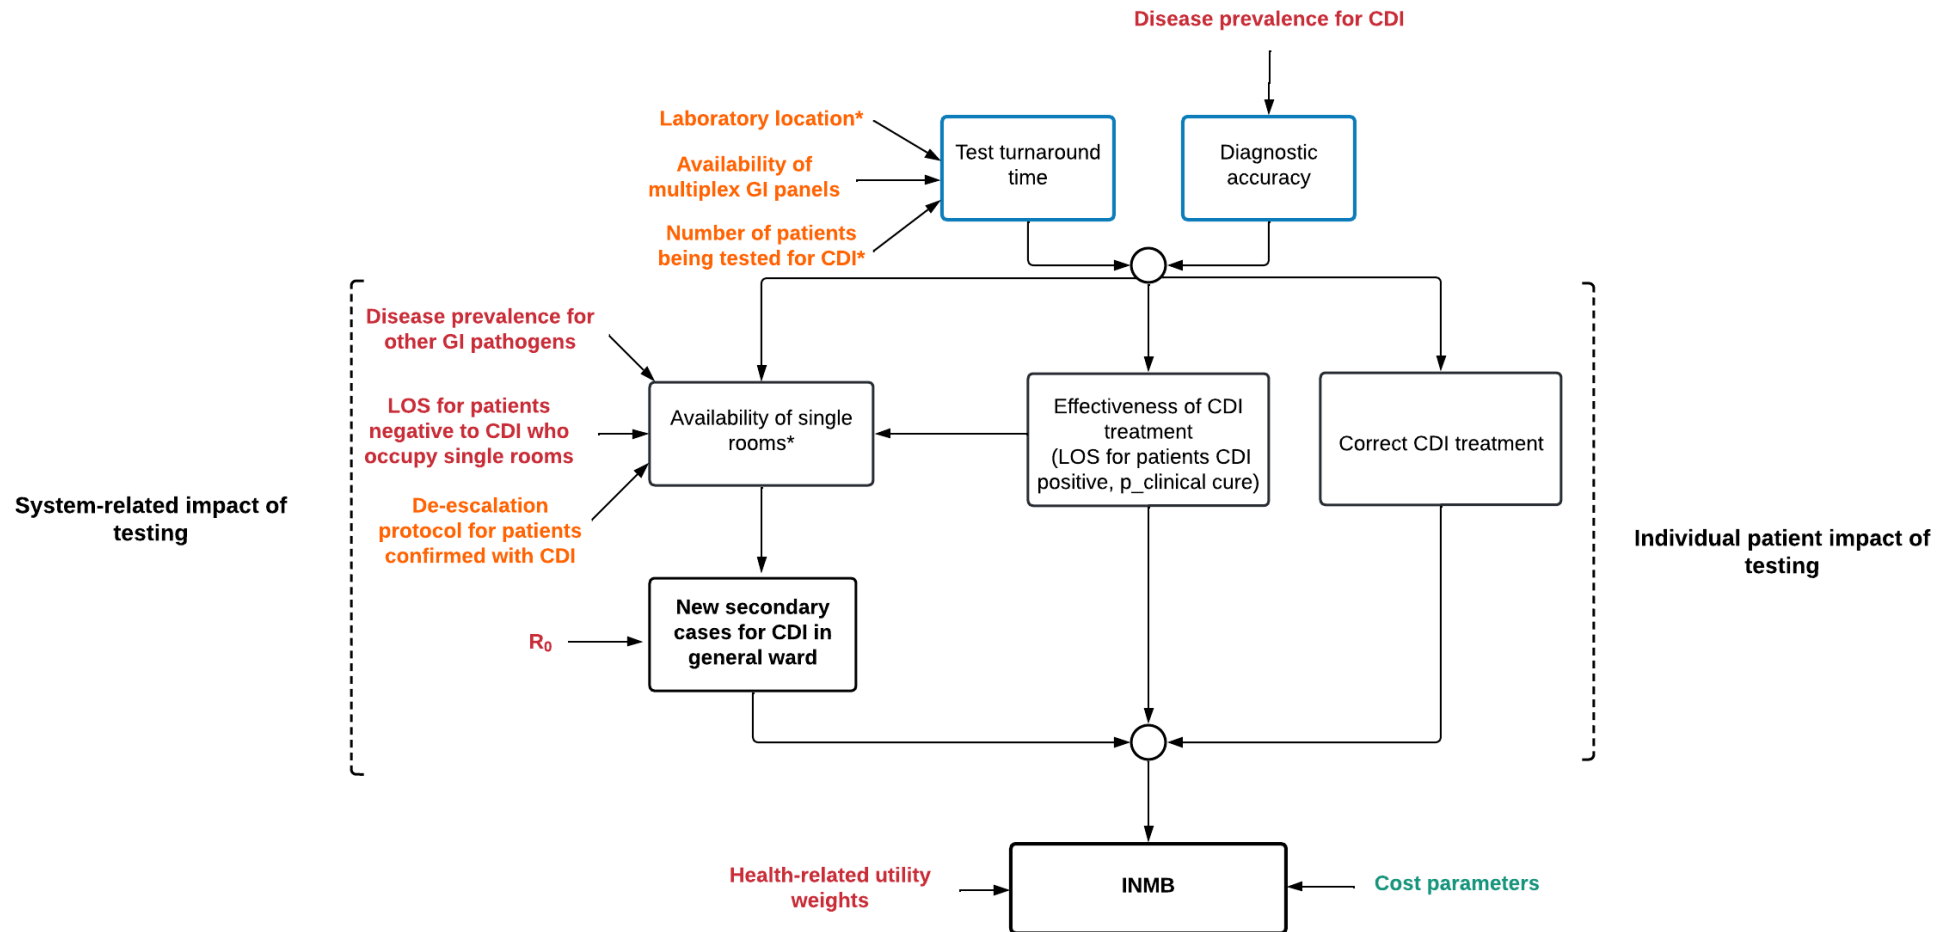 Disease prevalence for CDI
Laboratory location*
Availability of
multiplex GI panels
Number of patients
being tested for CDI*
Test turnaround
time
Diagnostic
accuracy
Disease prevalence for
other GI pathogens
LOS for patients
negative to CDI who
occupy single rooms
De-escalation
protocol for patients
confirmed with CDI
Availability of single
rooms*
Effectiveness of CDI
treatment
(LOS for patients CDI
positive, p_clinical cure)
Correct CDI treatment
System-related impact of
testing
Individual patient impact of
testing
R₀
New secondary
cases for CDI in
general ward
Health-related utility
weights
INMB
Cost parameters